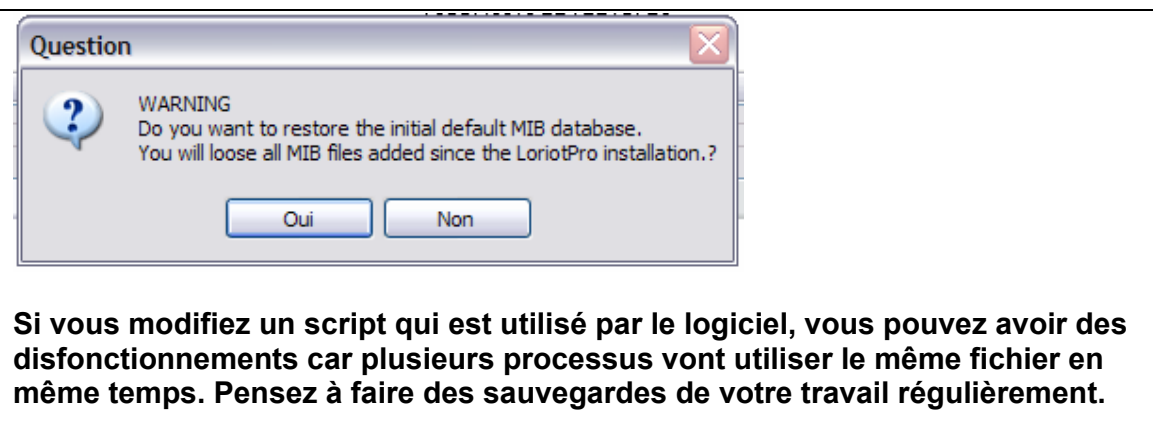 Question
WARNING
Do you want to restore the initial default MIB database.
You will loose all MIB files added since the LoriotPro installation.?
Oui
Non
Si vous modifiez un script qui est utilisé par le logiciel, vous pouvez avoir des
disfonctionnements car plusieurs processus vont utiliser le même fichier en
même temps. Pensez à faire des sauvegardes de votre travail régulièrement.